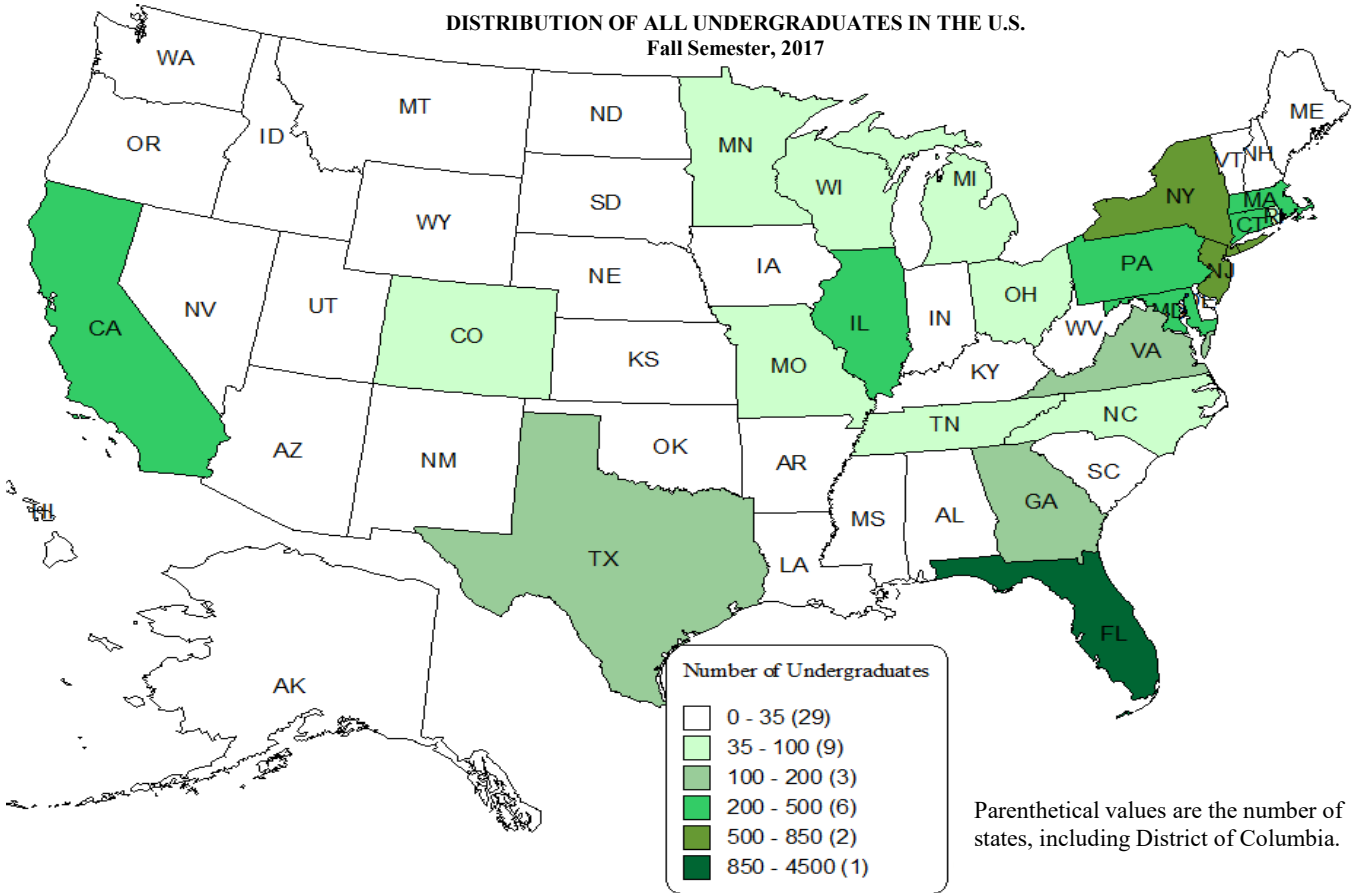 DISTRIBUTION OF ALL UNDERGRADUATES IN THE U.S.
Fall Semester, 2017
WA
MT
ND
ME
OR
ID
MN
VT
NH
WI
MI
NY
SD
WY
MA
RI
CT
IA
PA
NE
NJ
OH
NV
UT
IL
IN
MD
CA
CO
WV
VA
KS
MO
KY
NC
TN
AZ
OK
NM
AR
SC
GA
MS
AL
TX
LA
FL
AK
Number of Undergraduates
0 - 35 (29)
35 - 100 (9)
100 - 200 (3)
200 - 500 (6)
500 - 850 (2)
850 - 4500 (1)
Parenthetical values are the number of
states, including District of Columbia.